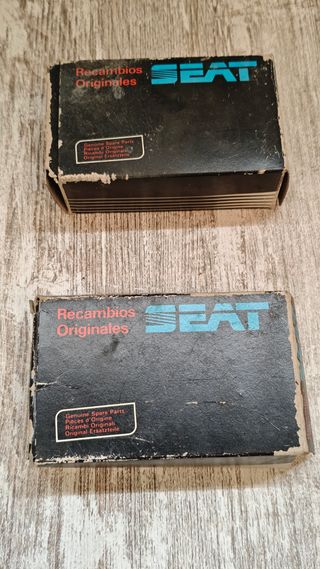 Recambios
Originales
SEAT
Genuine Spare Parts
Pièces d'Origine
Ricambi Originali
Original Ersatzteile
Recambios
Originales
SEAT
Genuine Spare Parts
Pièces d'Origine
Ricambi Originali
Original Ersatzteile